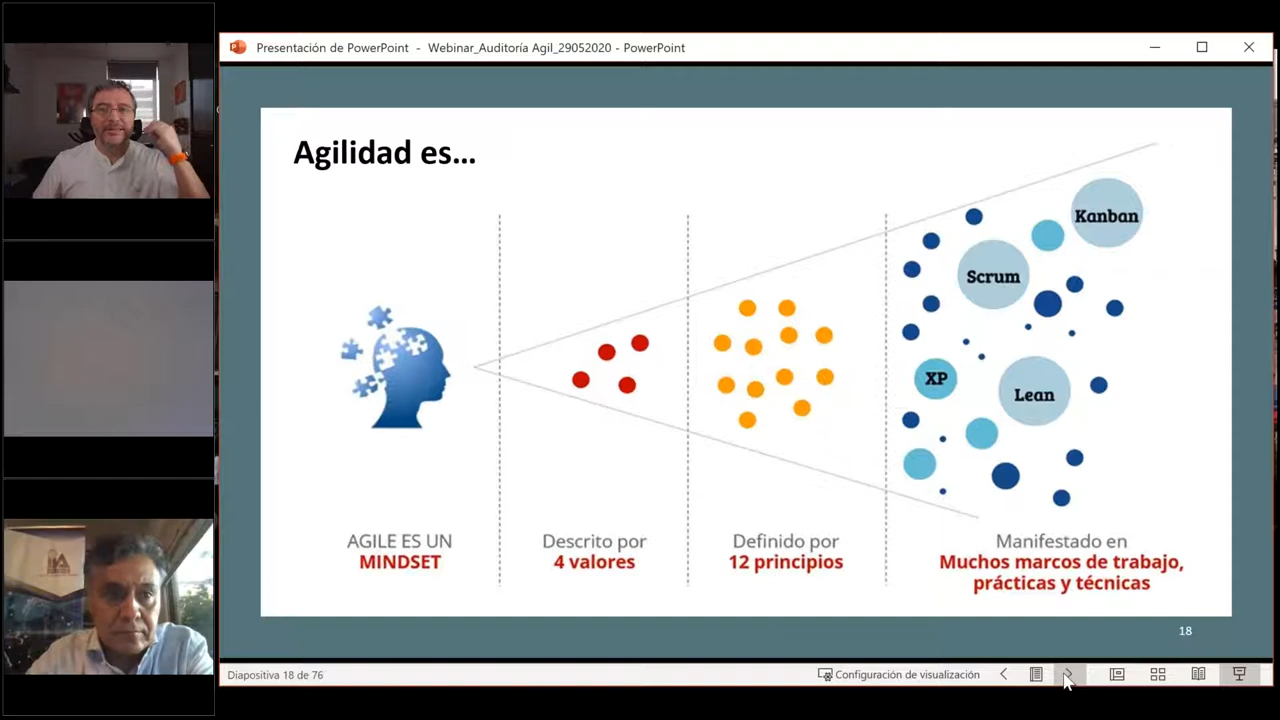 Presentación de PowerPoint - Webinar_Auditoría Agil_29052020 - PowerPoint
Agilidad es...
Kanban
Scrum
XP
Lean
AGILE ES UN
MINDSET
Descrito por
4 valores
Definido por
12 principios
Manifestado en
Muchos marcos de trabajo,
prácticas y técnicas
18
Diapositiva 18 de 76
Configuración de visualización